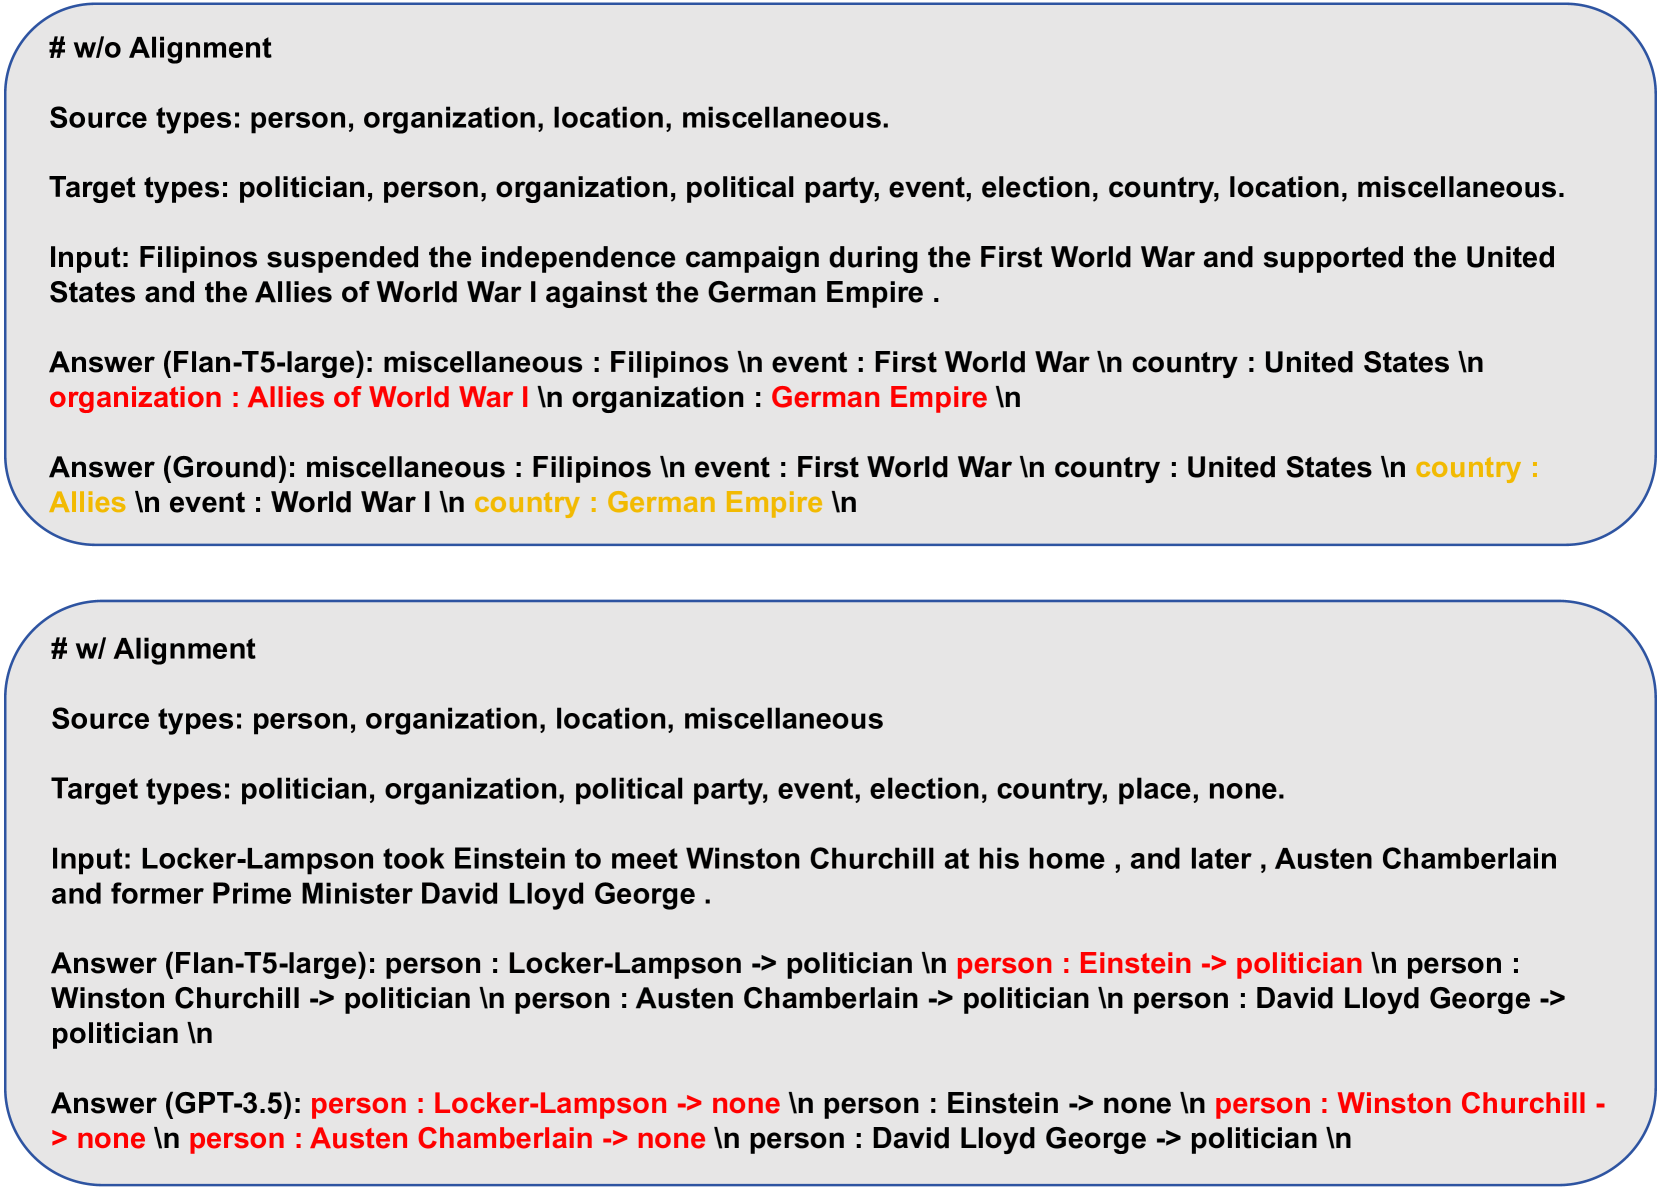 # w/o Alignment
Source types: person, organization, location, miscellaneous.
Target types: politician, person, organization, political party, event, election, country, location, miscellaneous.
Input: Filipinos suspended the independence campaign during the First World War and supported the United
States and the Allies of World War I against the German Empire .
Answer (Flan-T5-large): miscellaneous : Filipinos \n event : First World War \n country : United States \n
organization : Allies of World War I \n organization : German Empire \n
Answer (Ground): miscellaneous : Filipinos \n event : First World War \n country : United States \n country :
Allies \n event : World War I \n country : German Empire \n
# w/ Alignment
Source types: person, organization, location, miscellaneous
Target types: politician, organization, political party, event, election, country, place, none.
Input: Locker-Lampson took Einstein to meet Winston Churchill at his home , and later , Austen Chamberlain
and former Prime Minister David Lloyd George .
Answer (Flan-T5-large): person : Locker-Lampson -> politician \n person : Einstein -> politician \n person :
Winston Churchill -> politician \n person : Austen Chamberlain -> politician \n person : David Lloyd George ->
politician \n
Answer (GPT-3.5): person : Locker-Lampson -> none \n person : Einstein -> none \n person : Winston Churchill -
> none \n person : Austen Chamberlain -> none \n person : David Lloyd George -> politician \n